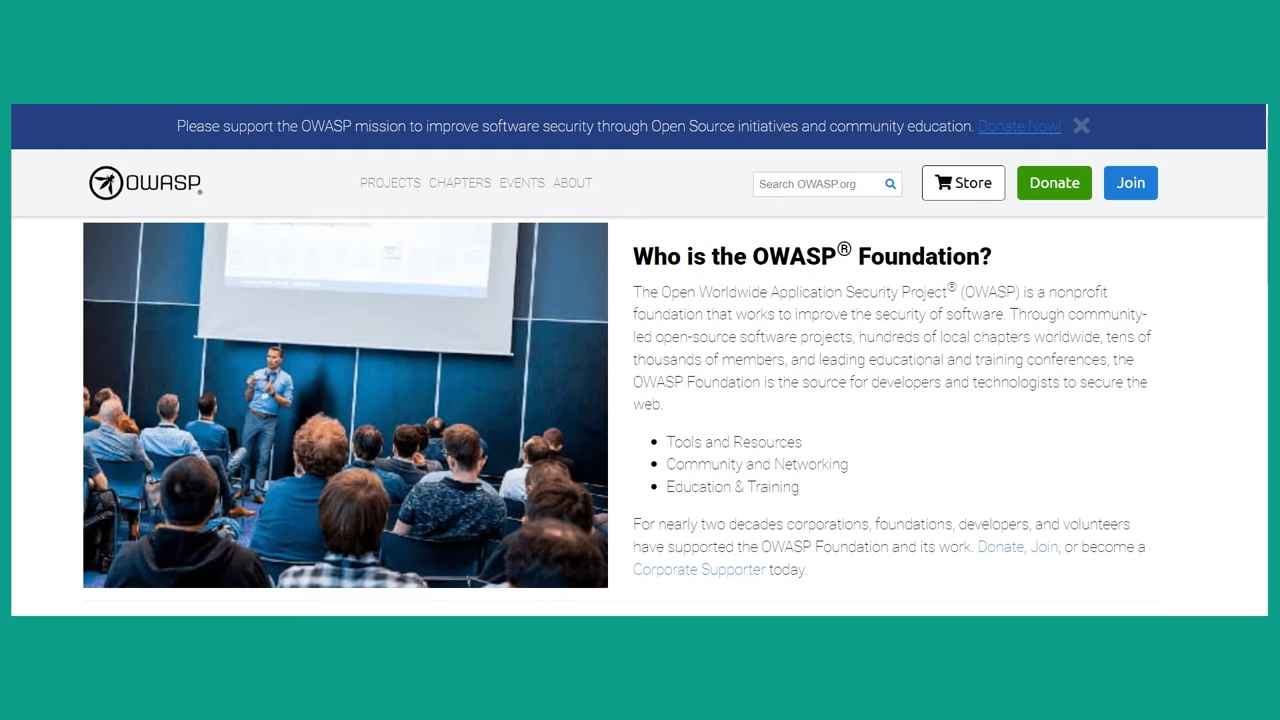 Please support the OWASP mission to improve software security through Open Source initiatives and community education. Donate Now!
OWASP®
PROJECTS CHAPTERS EVENTS ABOUT
Search OWASP.org
Store
Donate
Join
Who is the OWASP® Foundation?
The Open Worldwide Application Security Project® (OWASP) is a nonprofit
foundation that works to improve the security of software. Through community-
led open-source software projects, hundreds of local chapters worldwide, tens of
thousands of members, and leading educational and training conferences, the
OWASP Foundation is the source for developers and technologists to secure the
web.
• Tools and Resources
• Community and Networking
• Education & Training
For nearly two decades corporations, foundations, developers, and volunteers
have supported the OWASP Foundation and its work. Donate, Join, or become a
Corporate Supporter today.